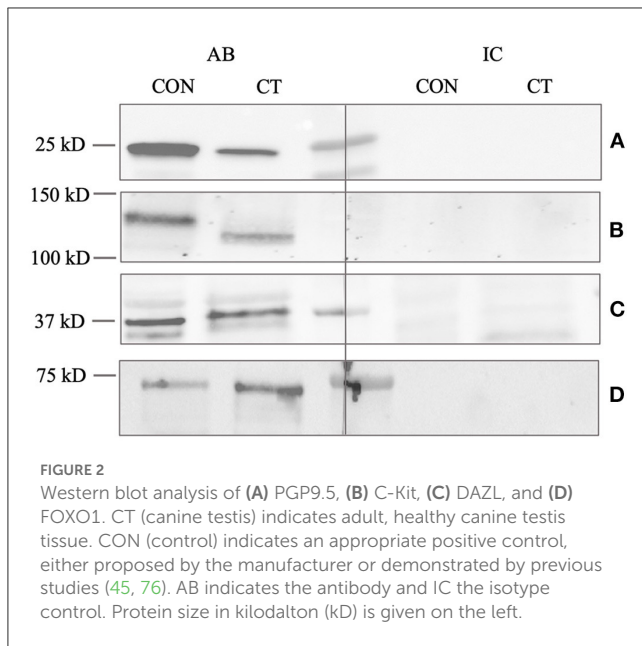 AB IC
CON CT CON CT
25 kD A
150 kD
B
100 kD
37 kD C
75 kD
D
FIGURE 2
Western blot analysis of (A) PGP9.5, (B) C-Kit, (C) DAZL, and (D)
FOXO1. CT (canine testis) indicates adult, healthy canine testis
tissue. CON (control) indicates an appropriate positive control,
either proposed by the manufacturer or demonstrated by previous
studies (45, 76). AB indicates the antibody and IC the isotype
control. Protein size in kilodalton (kD) is given on the left.